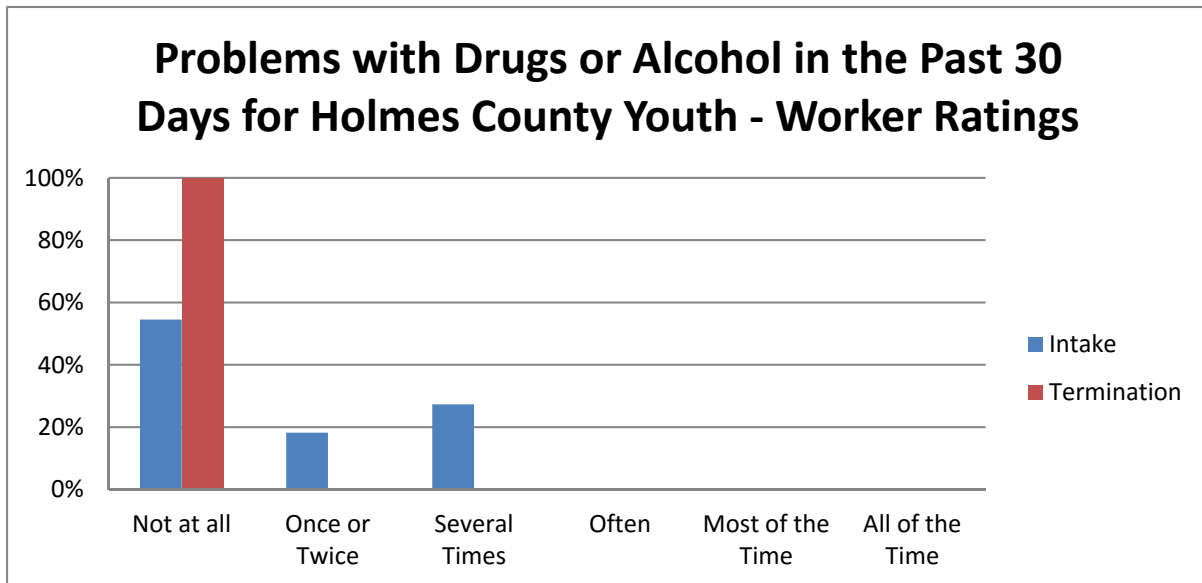 Problems with Drugs or Alcohol in the Past 30
Days for Holmes County Youth - Worker Ratings
100%
80%
60%
40%
20%
0%
Not at all
Once or
Twice
Several
Times
Often
Most of the
Time
All of the
Time
Intake
Termination